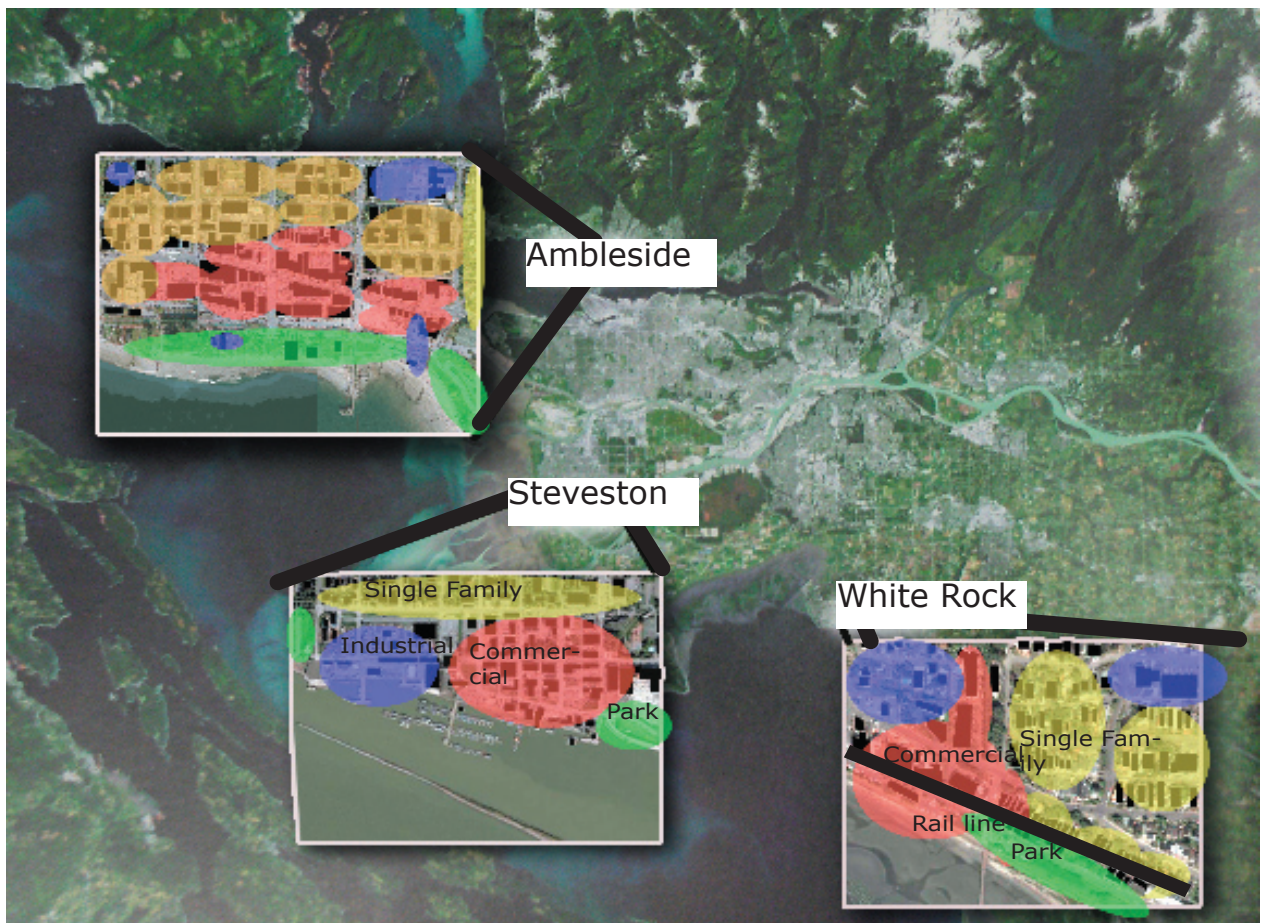 Ambleside
Steveston
Single Family
Industrial
Commer-
cial
Park
White Rock
Commercial
Single Fam-
ily
Rail line
Park